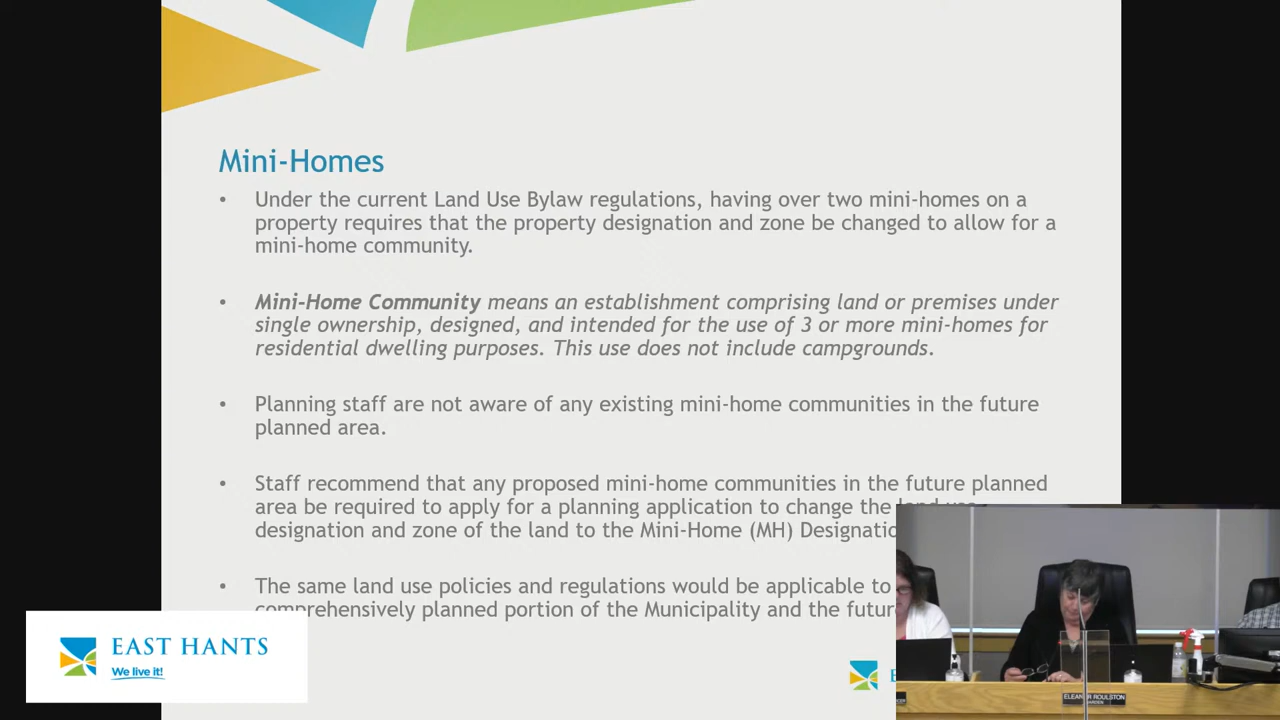 Mini-Homes
• Under the current Land Use Bylaw regulations, having over two mini-homes on a
property requires that the property designation and zone be changed to allow for a
mini-home community.
• Mini-Home Community means an establishment comprising land or premises under
single ownership, designed, and intended for the use of 3 or more mini-homes for
residential dwelling purposes. This use does not include campgrounds.
• Planning staff are not aware of any existing mini-home communities in the future
planned area.
• Staff recommend that any proposed mini-home communities in the future planned
area be required to apply for a planning application to change the land use
designation and zone of the land to the Mini-Home (MH) Designatio
• The same land use policies and regulations would be applicable to
comprehensively planned portion of the Municipality and the futur
EAST HANTS
We live it!
E
ELEANOR ROULSTON
WARDEN